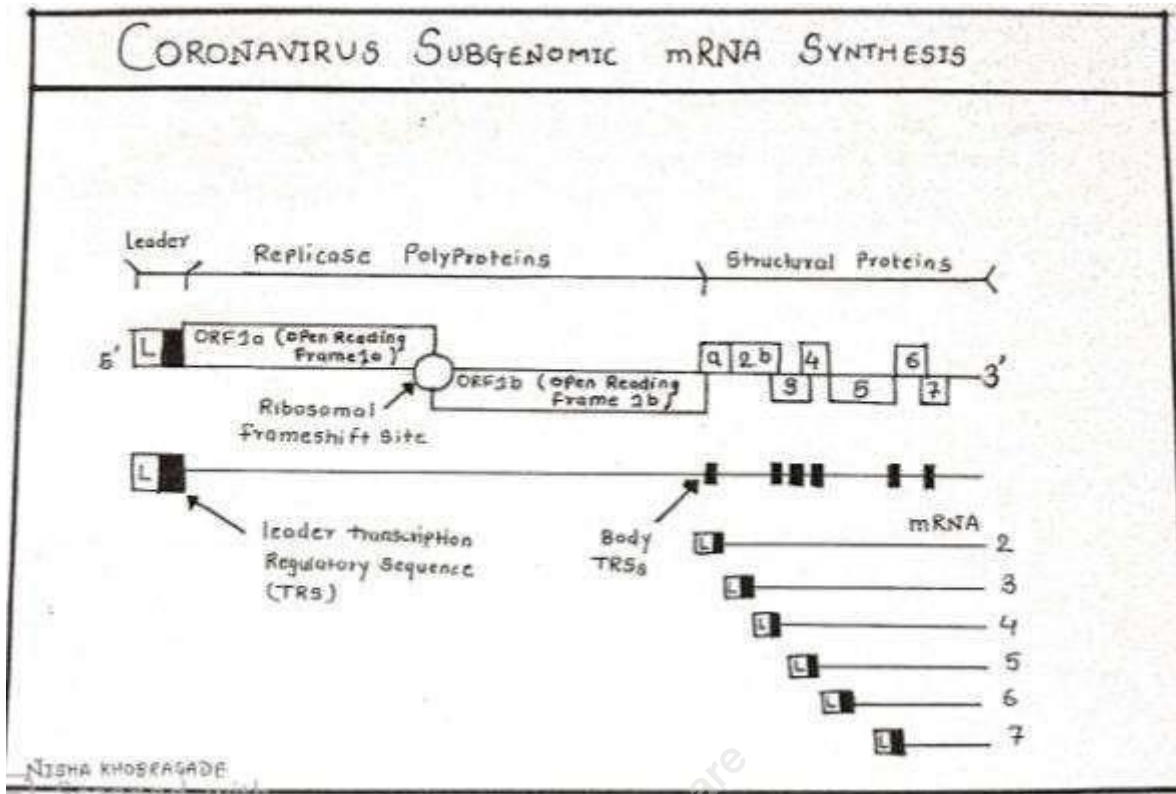 CORONAVIRUS SUBGENOMIC mRNA SYNTHESIS
Leader
Replicase PolyProteins
Structural Proteins
5'
L
ORF1a (Open Reading
Frame1a)
ORF1b (Open Reading
Frame 1b)
a
2b
3
4
5
6
7
3'
Ribosomal
frameshift site
L
leader transcription
Regulatory Sequence
(TRS)
Body
TRSs
mRNA
L
2
L
3
L
4
L
5
L
6
L
7
NISHA KHOBRAGADE